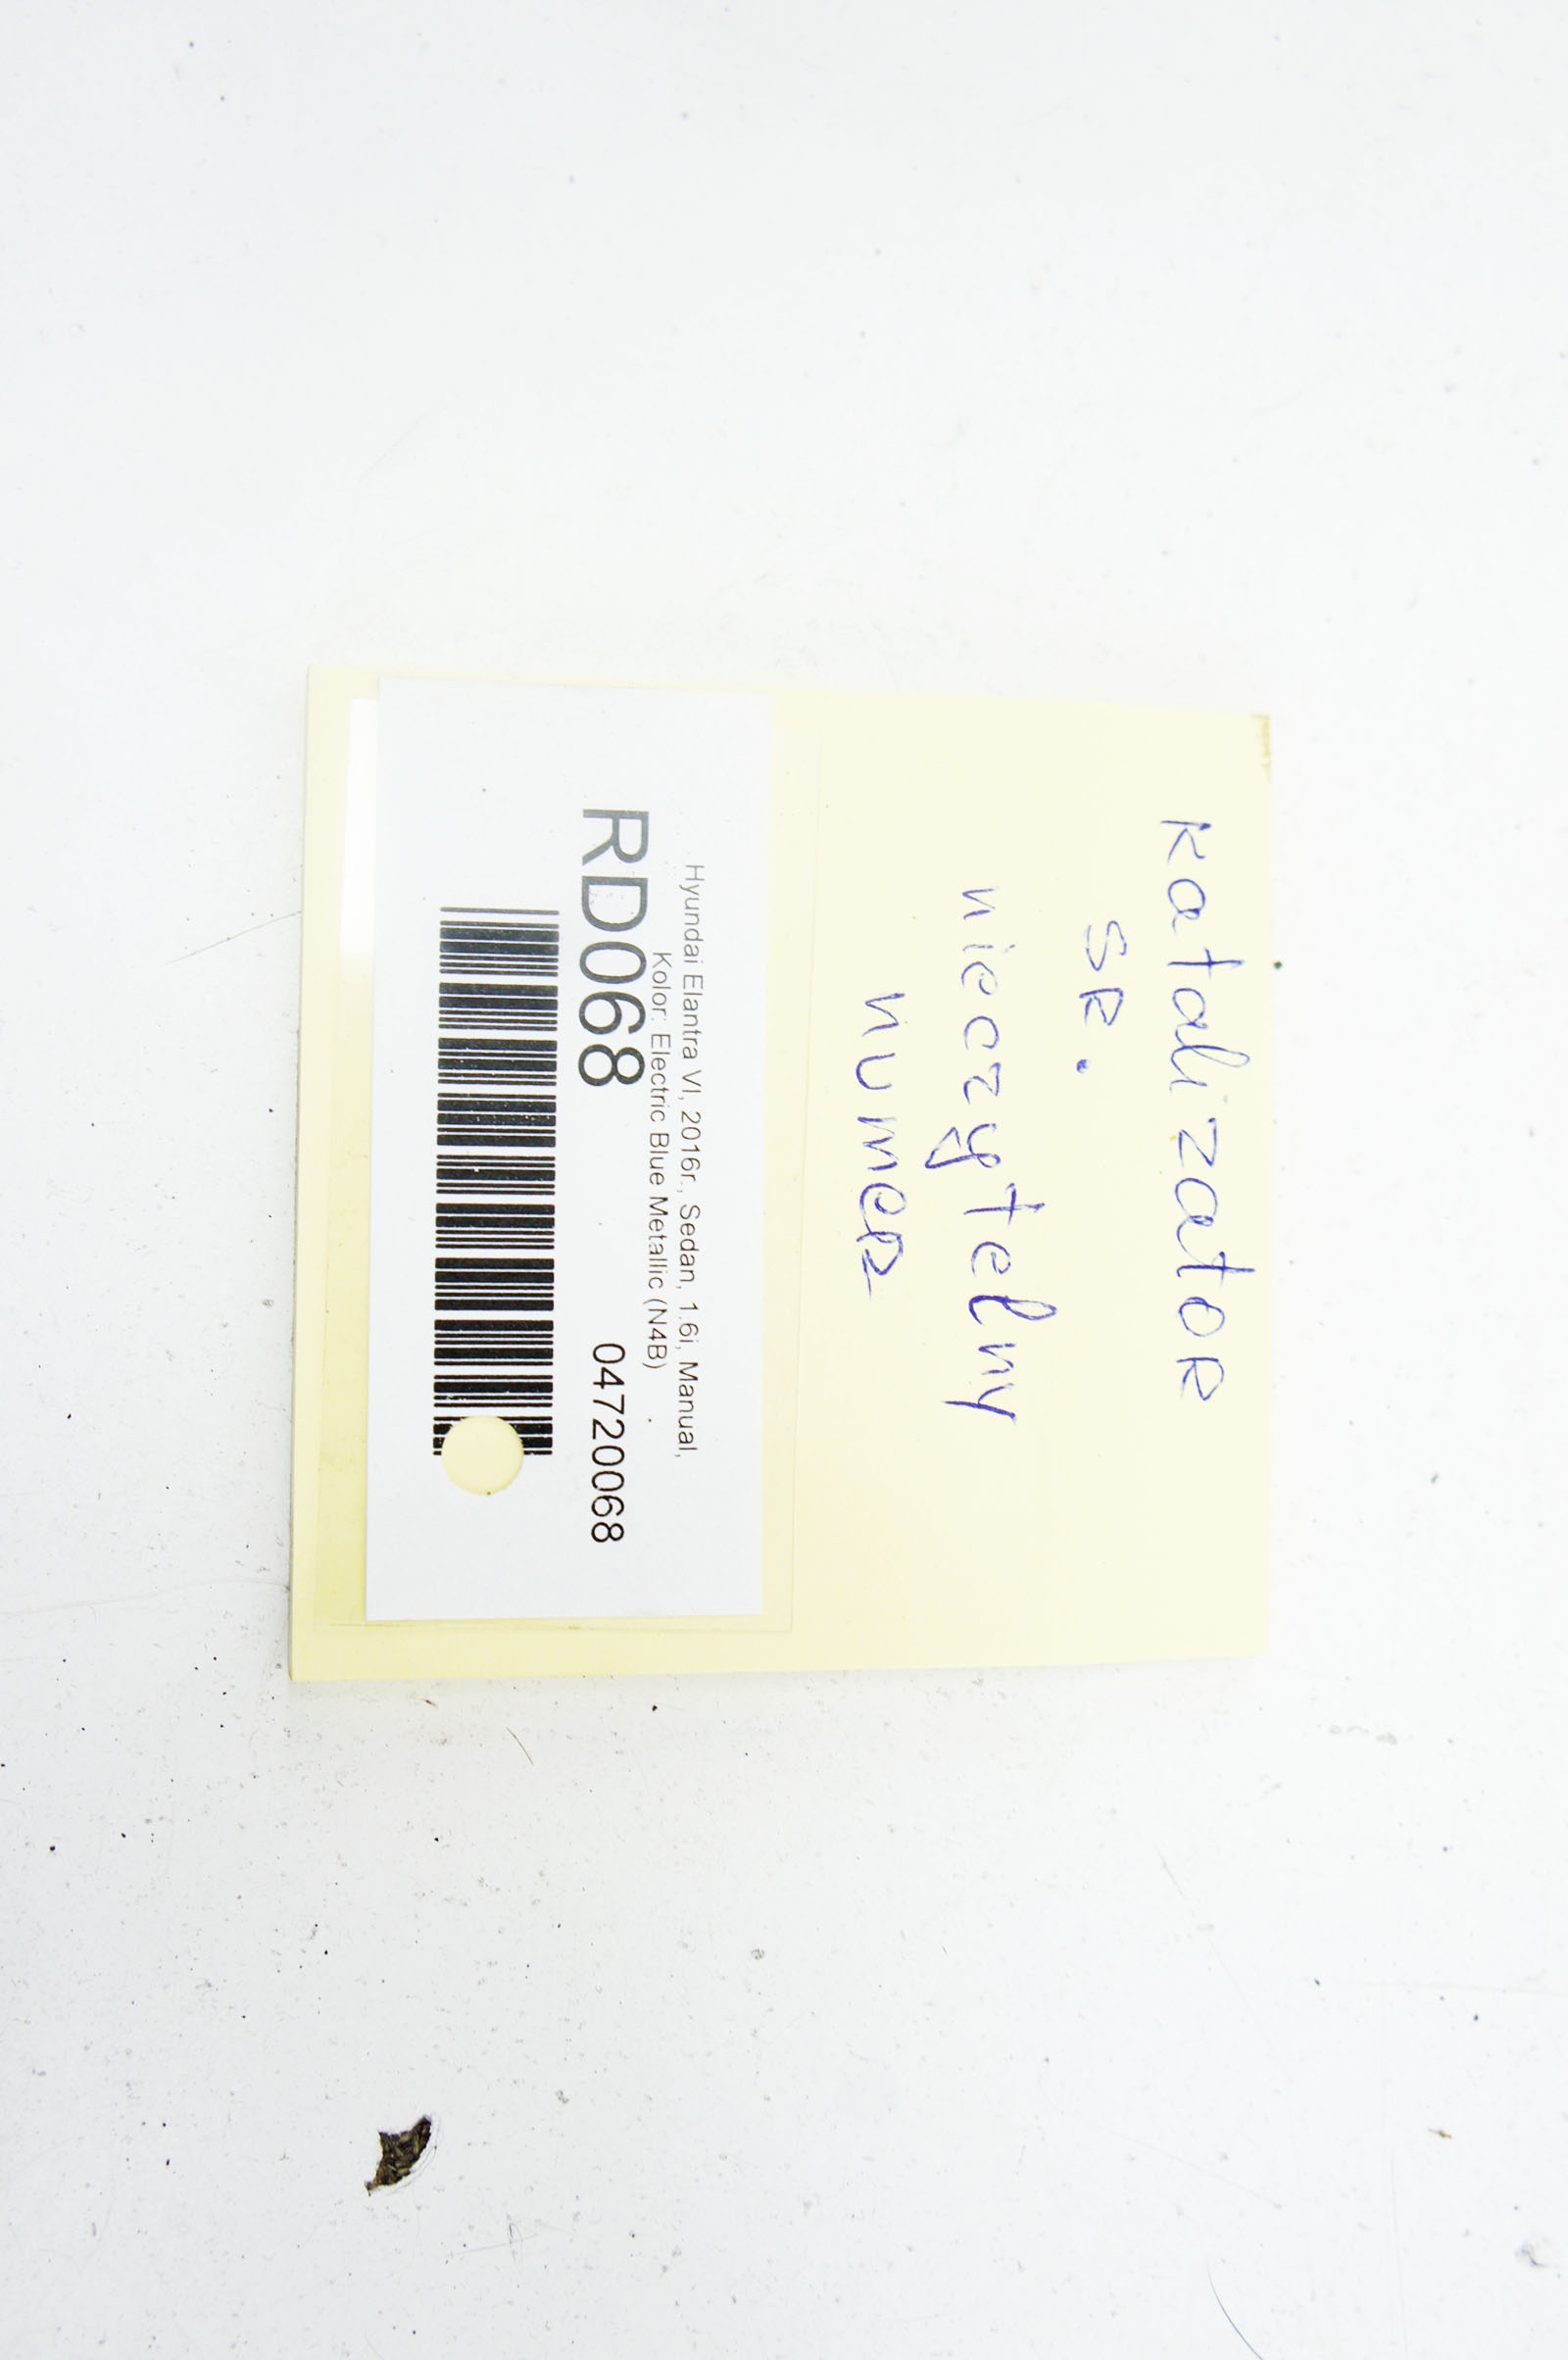 katalizator
SR.
nieczytelny
numer
Hyundai Elantra VI, 2016r., Sedan, 1.6i, Manual,
Kolor: Electric Blue Metallic (N4B)
RD068 04720068